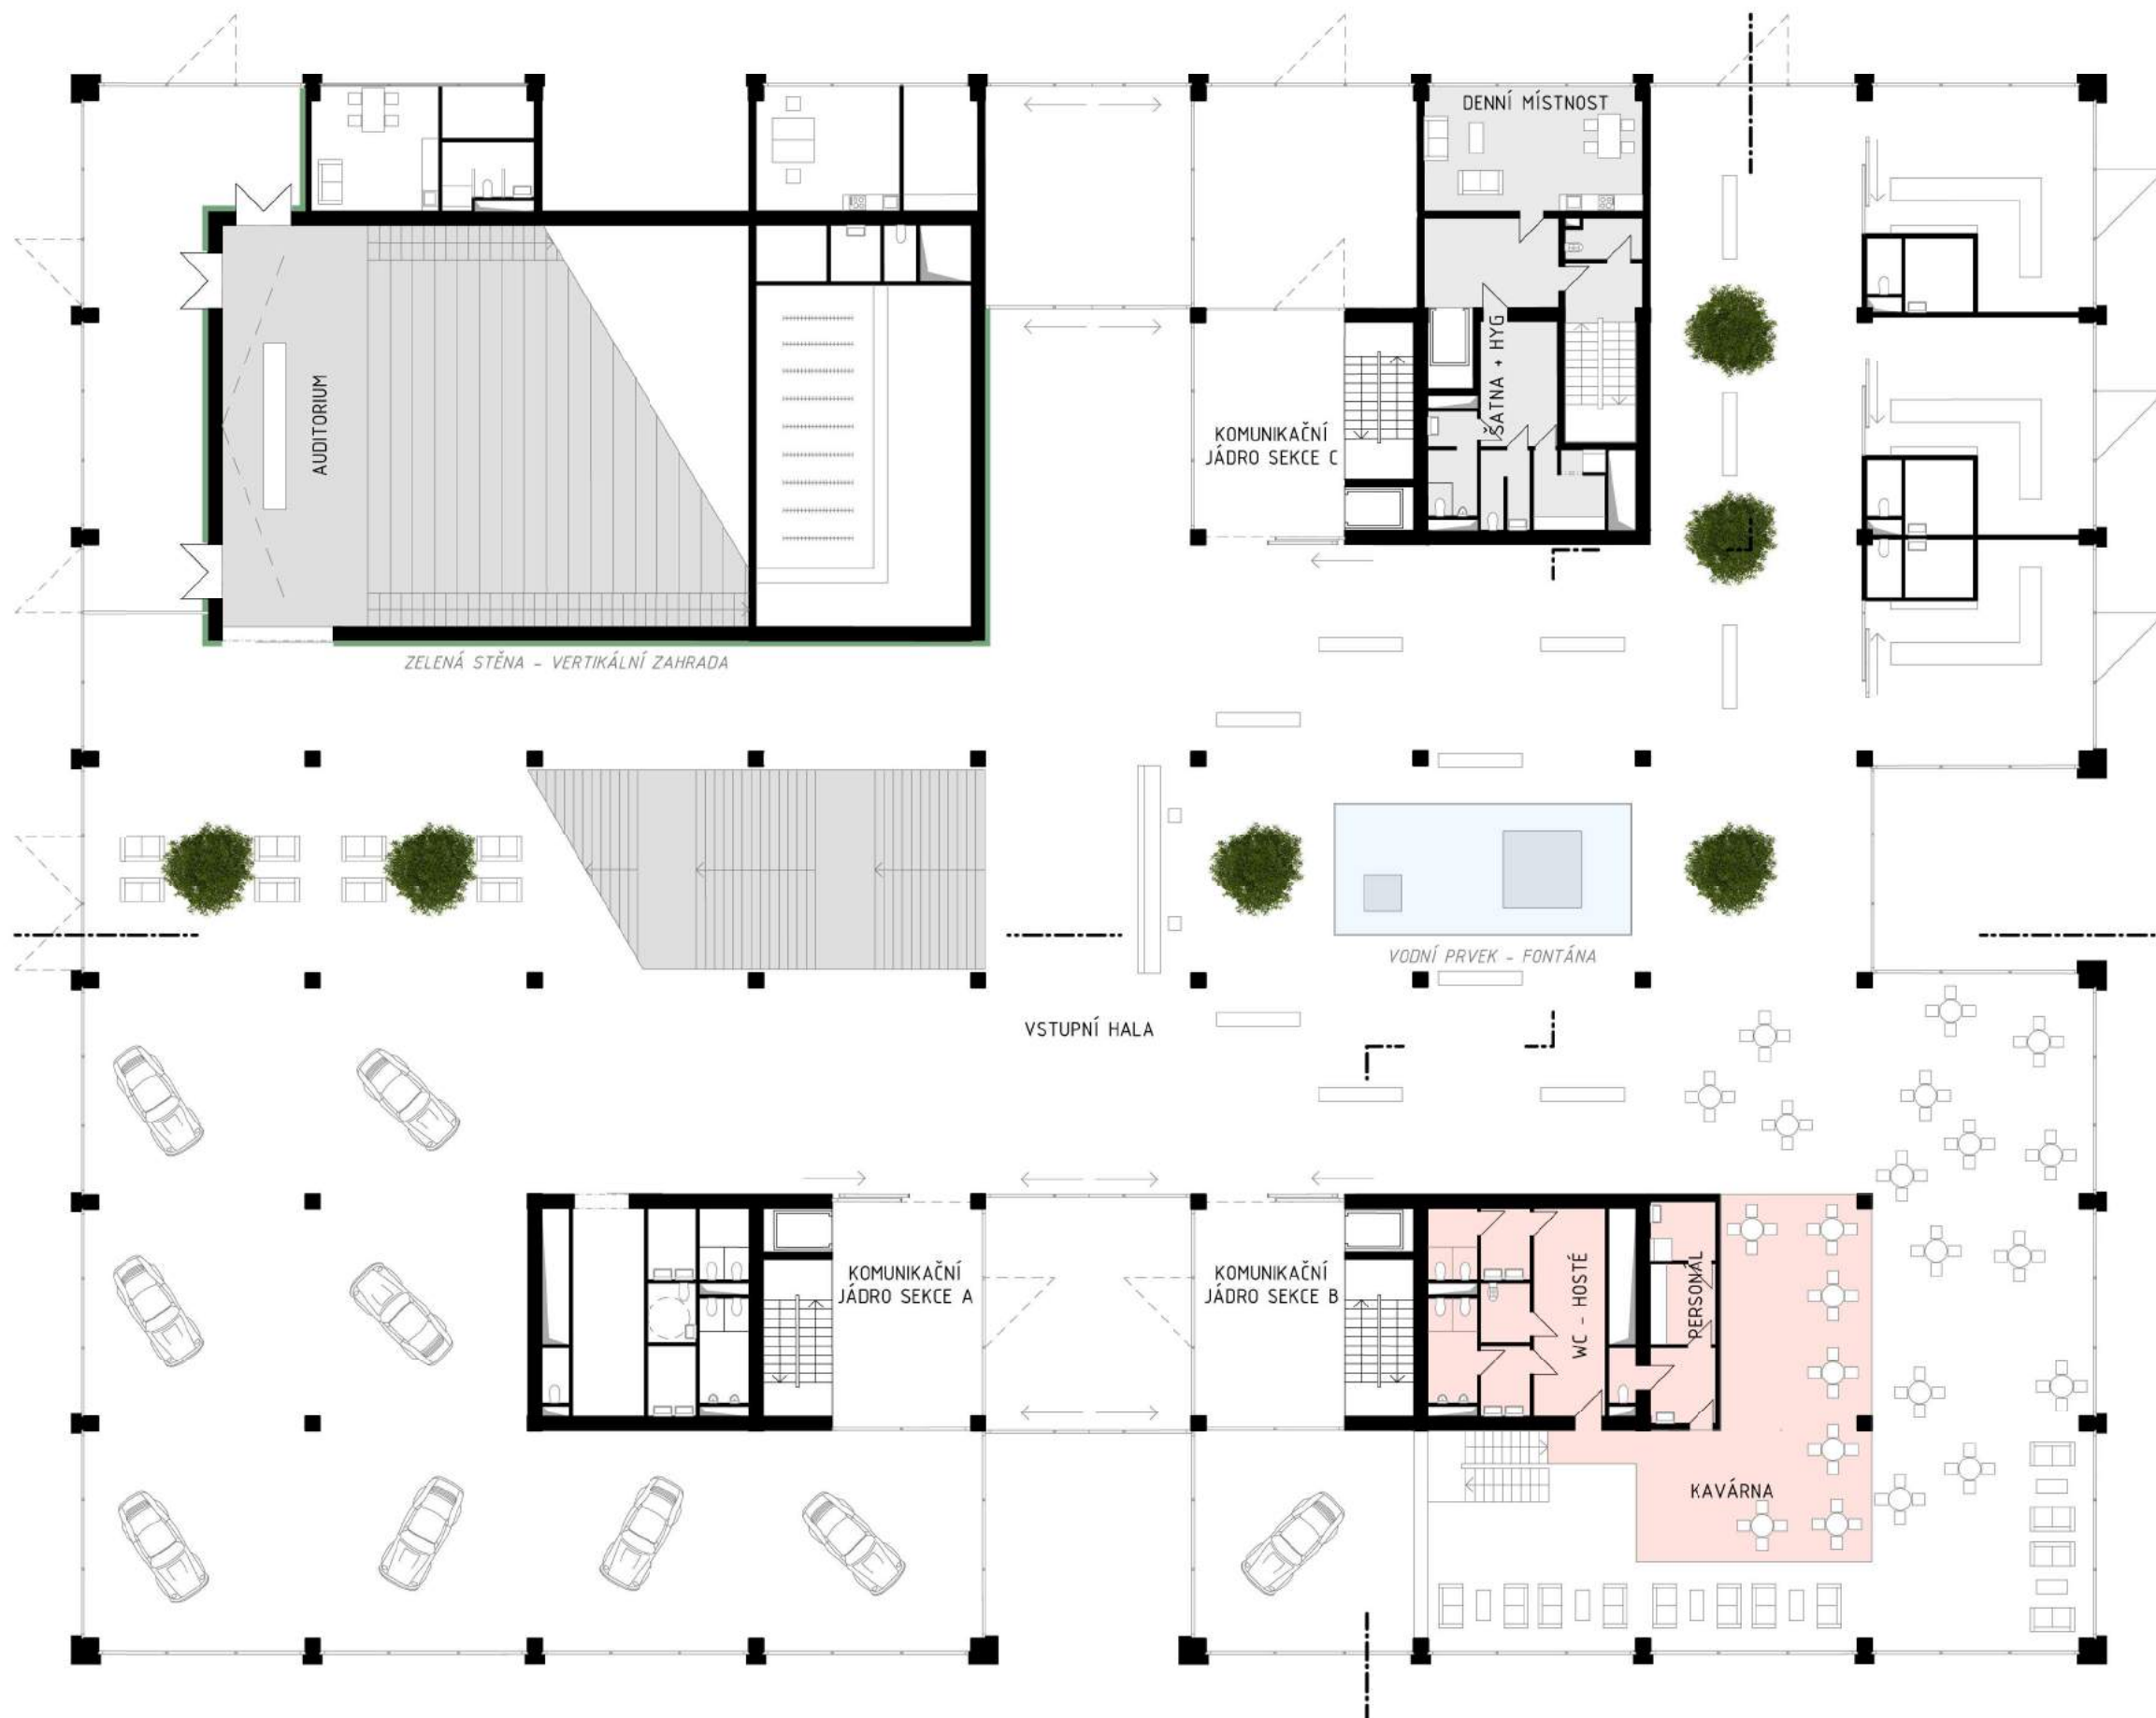 DENNÍ MÍSTNOST
ŠATNA + HYG
AUDITORIUM
KOMUNIKAČNÍ
JÁDRO SEKCE C
ZELENÁ STĚNA - VERTIKÁLNÍ ZAHRADA
VODNÍ PRVEK - FONTÁNA
VSTUPNÍ HALA
KOMUNIKAČNÍ
JÁDRO SEKCE A
KOMUNIKAČNÍ
JÁDRO SEKCE B
WC - HOSTÉ
PERSONÁL
KAVÁRNA